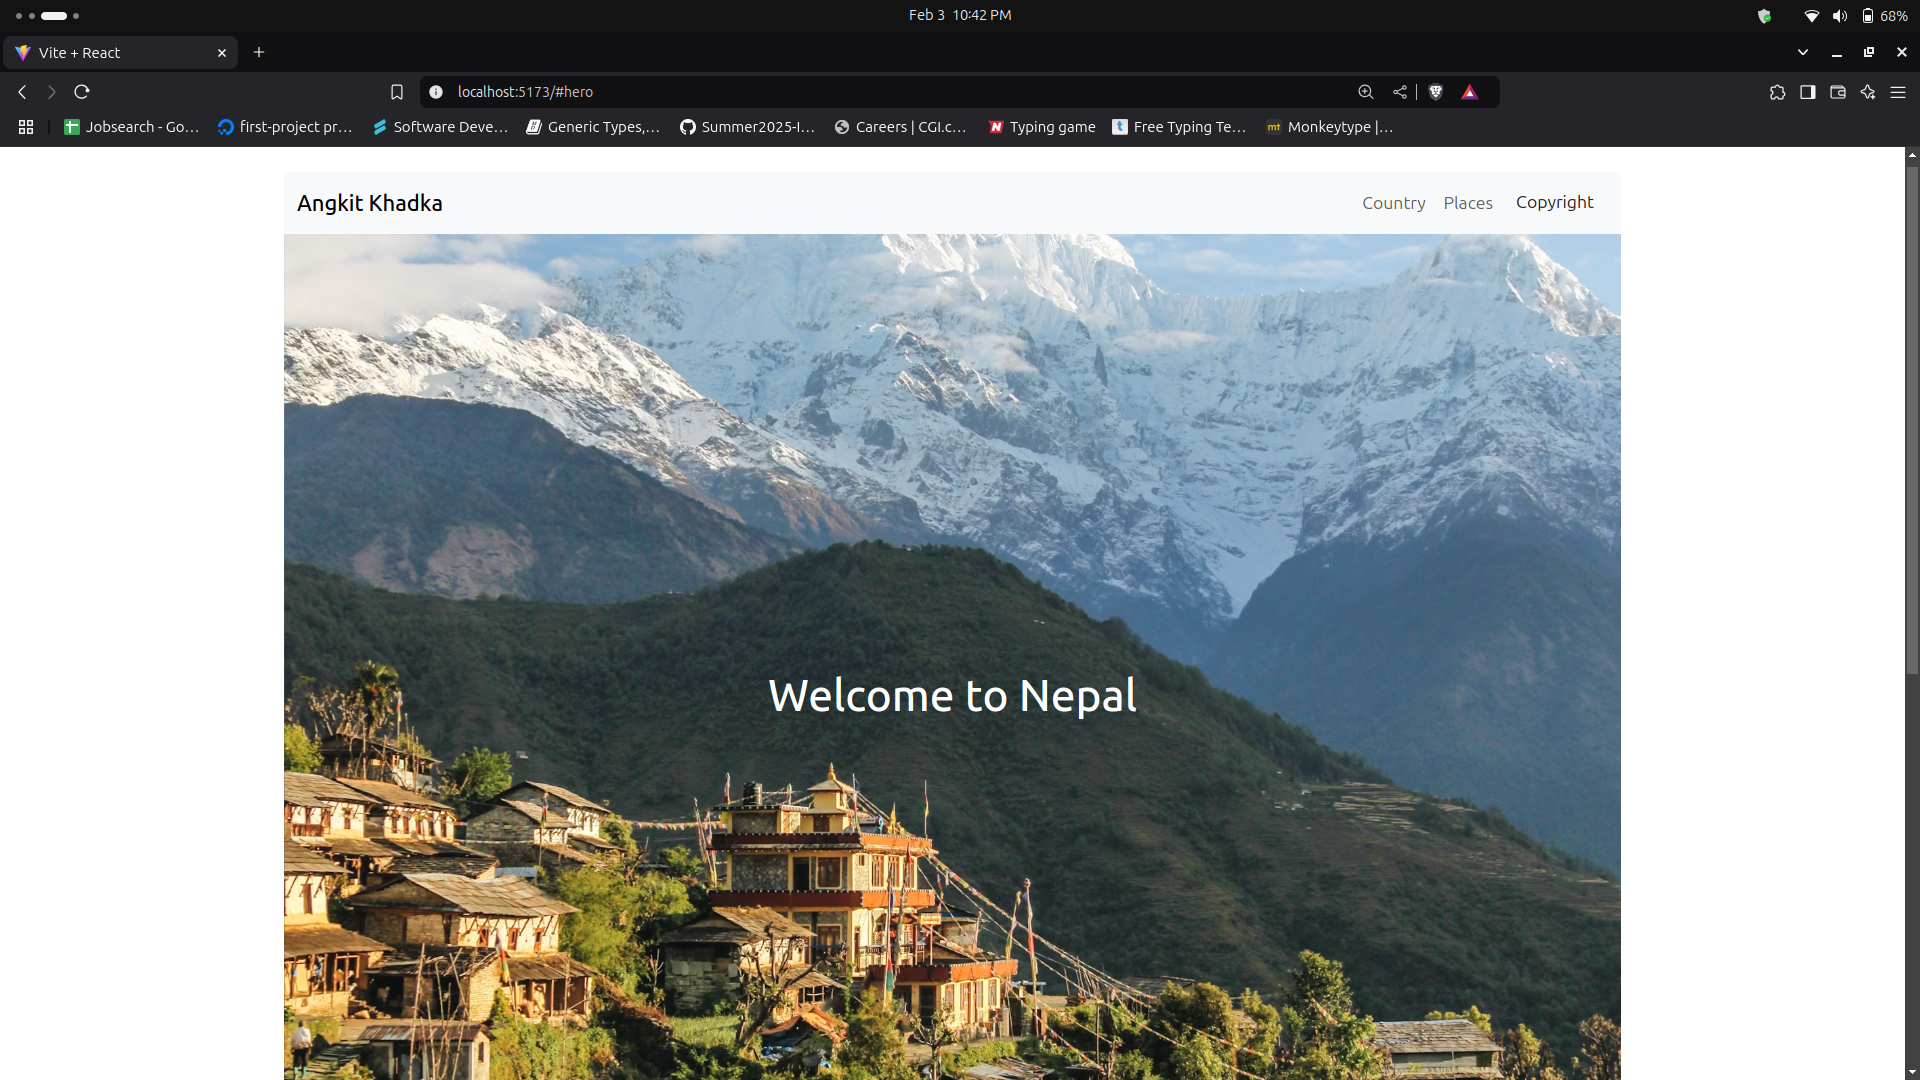 Feb 3 10:42 PM
68%
Vite + React
localhost:5173/#hero
Jobsearch - Go...
first-project pr...
Software Deve...
Generic Types,...
Summer2025-I...
Careers | CGI.c...
Typing game
Free Typing Te...
Monkeytype |...
Angkit Khadka
Country
Places
Copyright
Welcome to Nepal